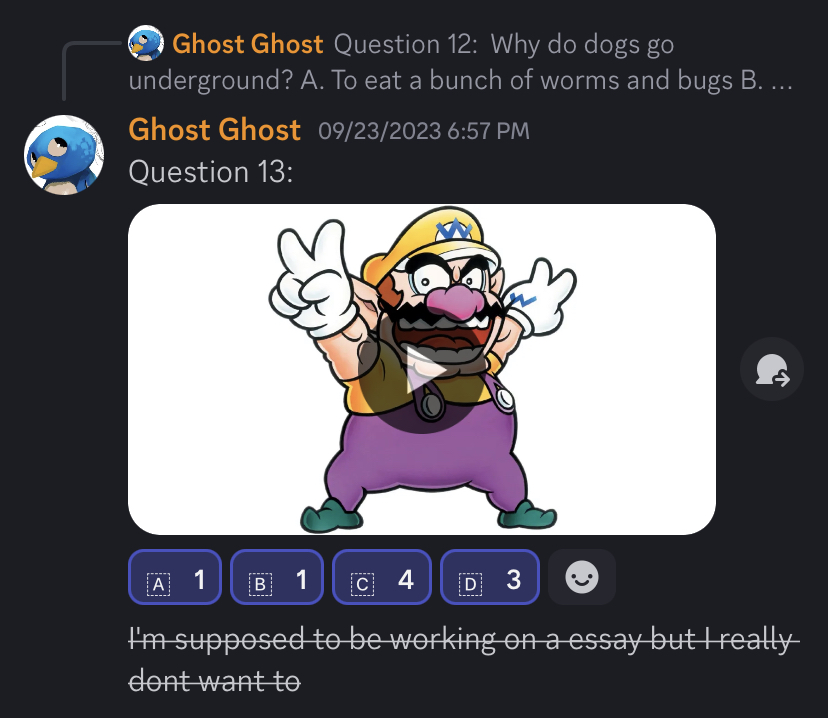 Ghost Ghost Question 12: Why do dogs go
underground? A. To eat a bunch of worms and bugs B. ...
Ghost Ghost 09/23/2023 6:57 PM
Question 13:
W
W
A 1 B 1 C 4 D 3
I'm supposed to be working on a essay but I really
dont want to